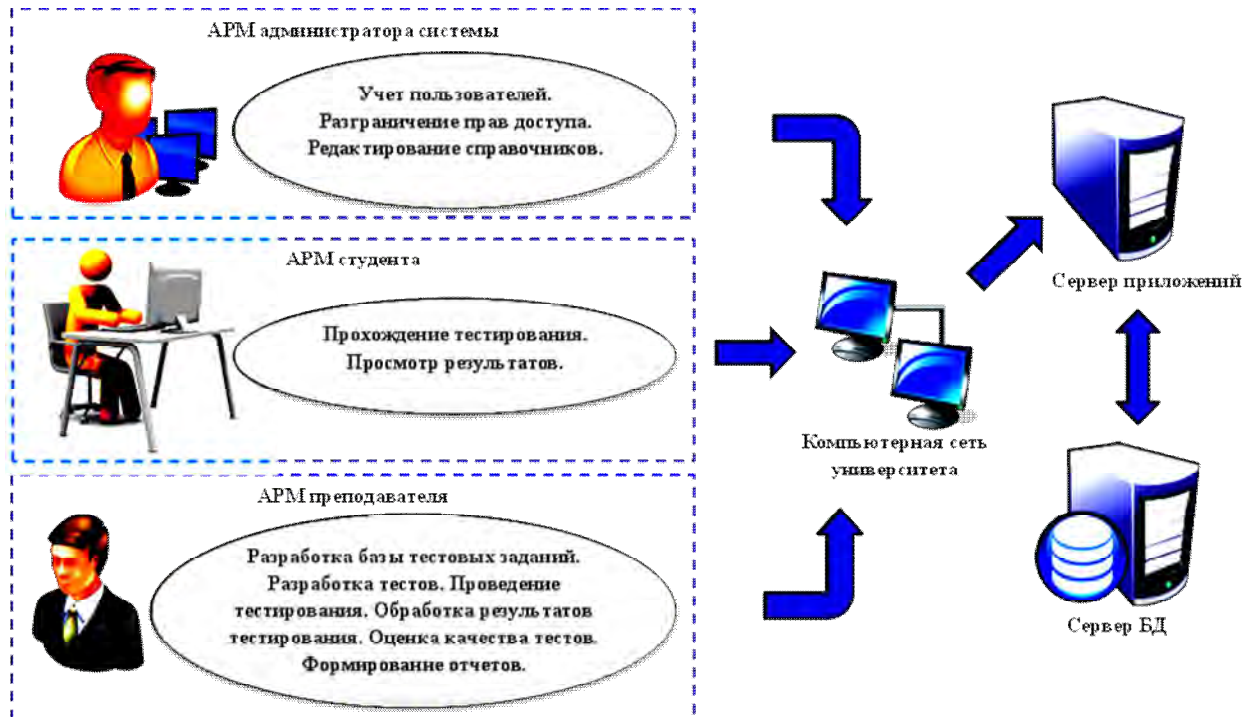 АРМ администратора системы
Учет пользователей.
Разграничение прав доступа.
Редактирование справочников.
АРМ студента
Прохождение тестирования.
Просмотр результатов.
АРМ преподавателя
Разработка базы тестовых заданий.
Разработка тестов. Проведение
тестирования. Обработка результатов
тестирования. Оценка качества тестов.
Формирование отчетов.
Компьютерная сеть
университета
Сервер приложений
Сервер БД